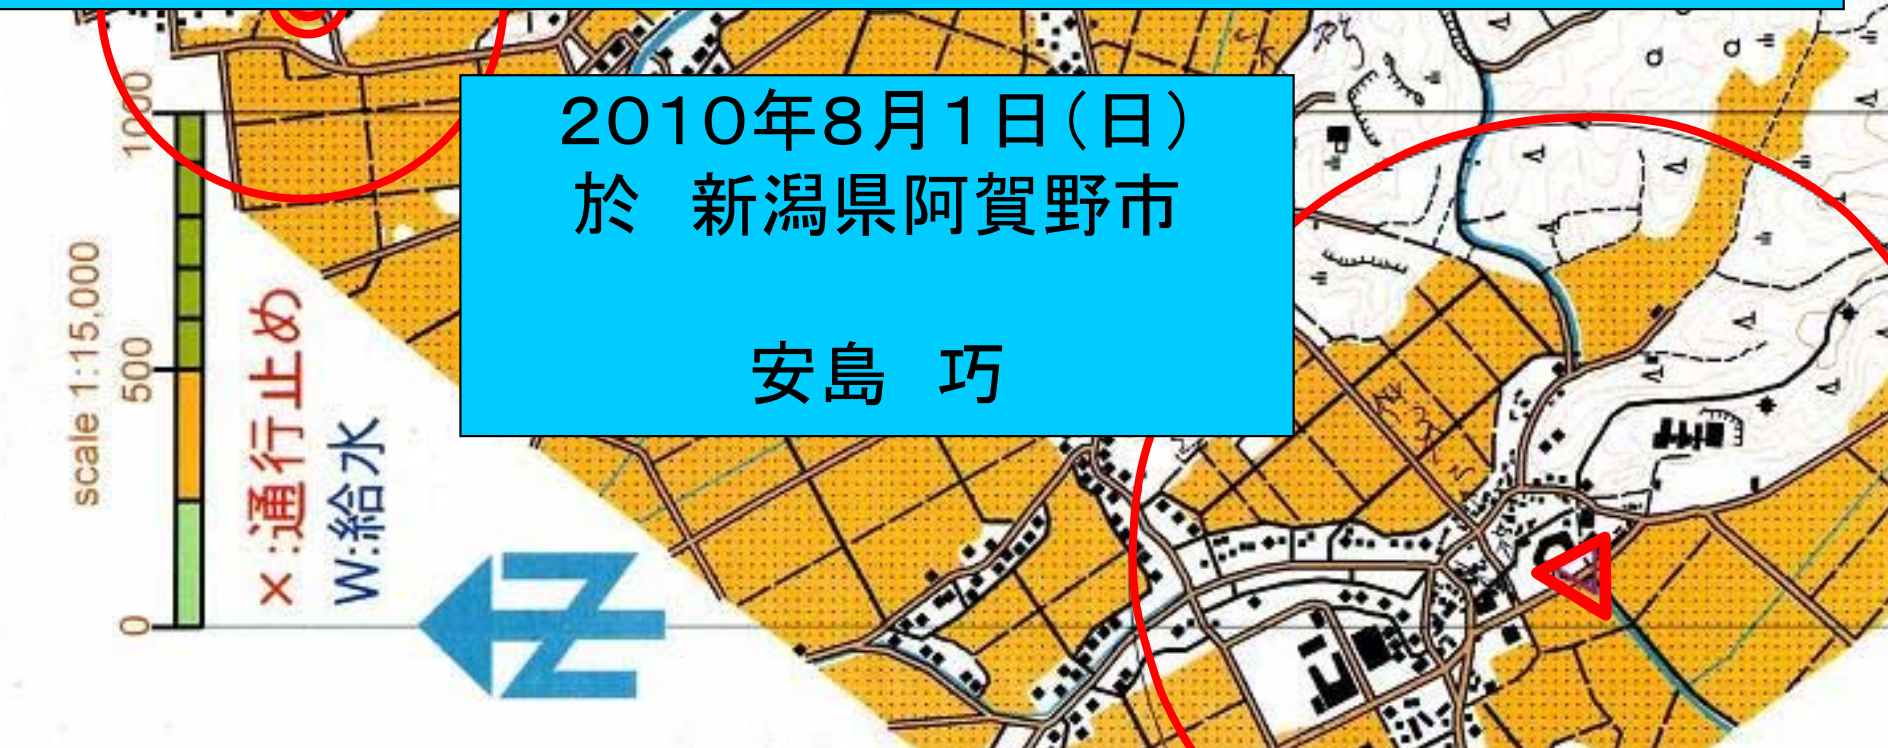 2010年8月1日(日)
於　新潟県阿賀野市
安島　巧
scale 1:15,000
1000
500
0
×:通行止め
W:給水
N